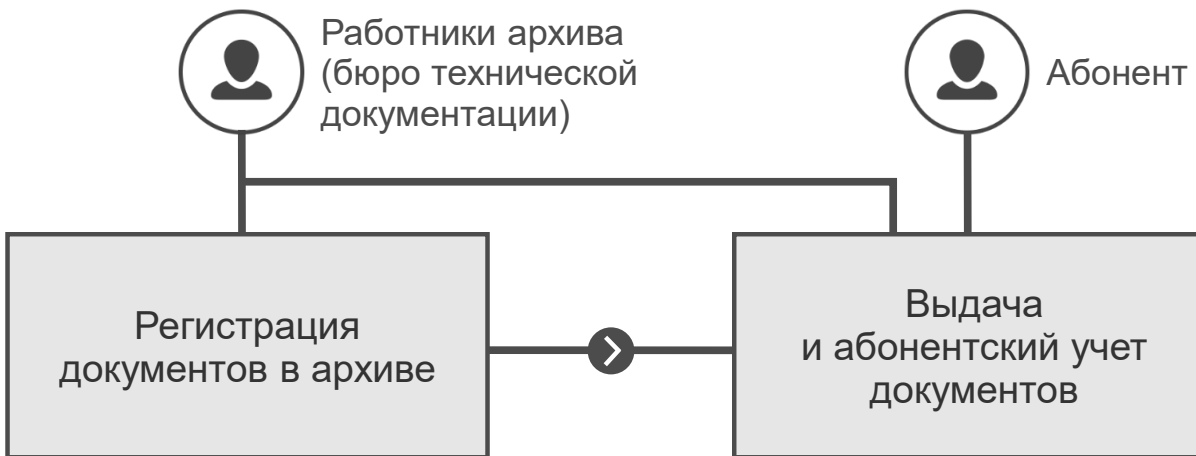 Работники архива
(бюро технической
документации)
Абонент
Регистрация
документов в архиве
Выдача
и абонентский учет
документов